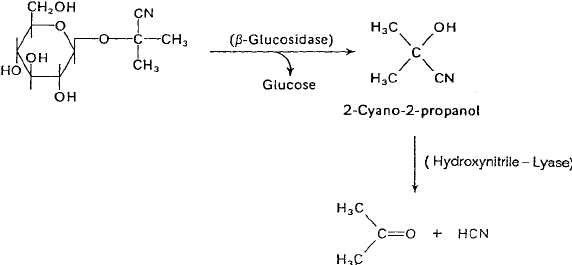 CH₂OH
O
OH
HO
OH
O
CN
C
CH₃
CH₃
(β-Glucosidase)
Glucose
H₃C
OH
C
H₃C
CN
2-Cyano-2-propanol
(Hydroxynitrile–Lyase)
H₃C
C=O + HCN
H₃C